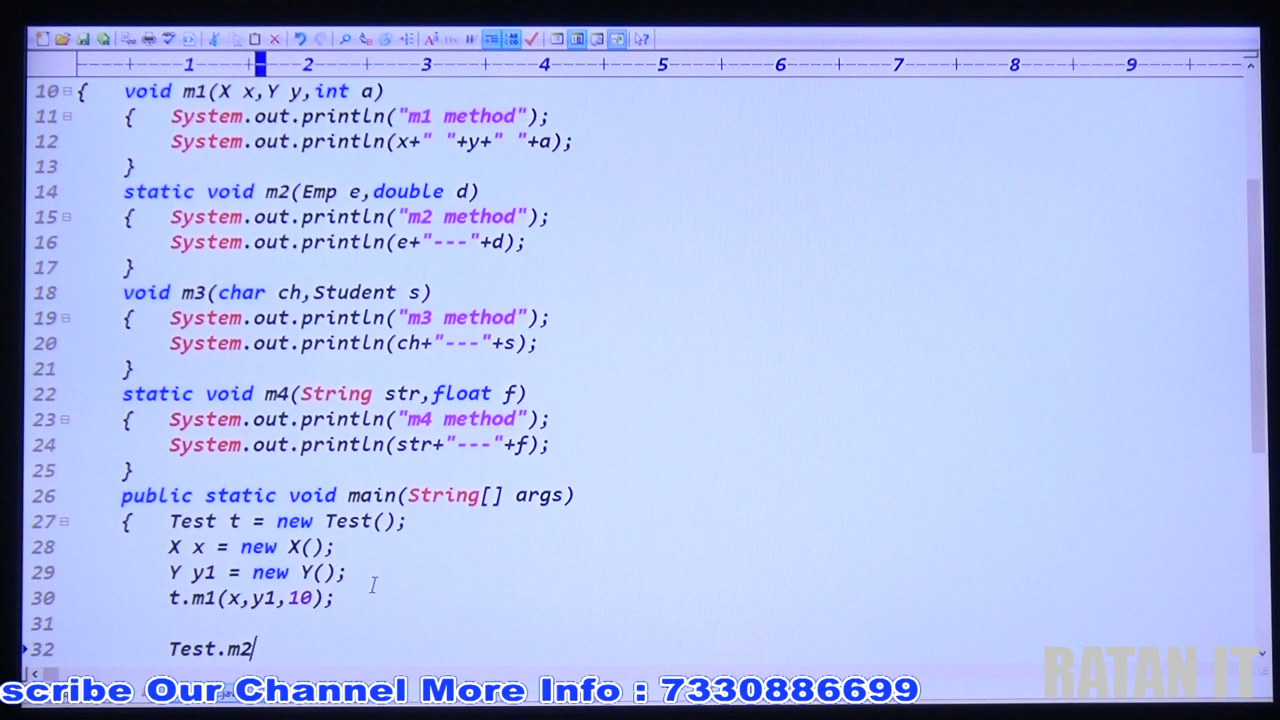 1 2 3 4 5 6 7 8 9
10 { void m1(X x,Y y,int a)
11 { System.out.println("m1 method");
12 System.out.println(x+" "+y+" "+a);
13 }
14 static void m2(Emp e,double d)
15 { System.out.println("m2 method");
16 System.out.println(e+"---"+d);
17 }
18 void m3(char ch,Student s)
19 { System.out.println("m3 method");
20 System.out.println(ch+"---"+s);
21 }
22 static void m4(String str,float f)
23 { System.out.println("m4 method");
24 System.out.println(str+"---"+f);
25 }
26 public static void main(String[] args)
27 { Test t = new Test();
28 X x = new X();
29 Y y1 = new Y();
30 t.m1(x,y1,10);
31
32 Test.m2
RATAN IT
scribe Our Channel More Info : 7330886699